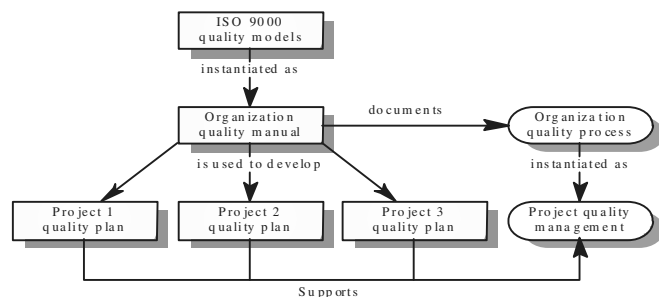 ISO 9000
quality models
instantiated as
documents
Organization
quality manual
Organization
quality process
is used to develop
instantiated as
Project 1
quality plan
Project 2
quality plan
Project 3
quality plan
Project quality
management
Supports